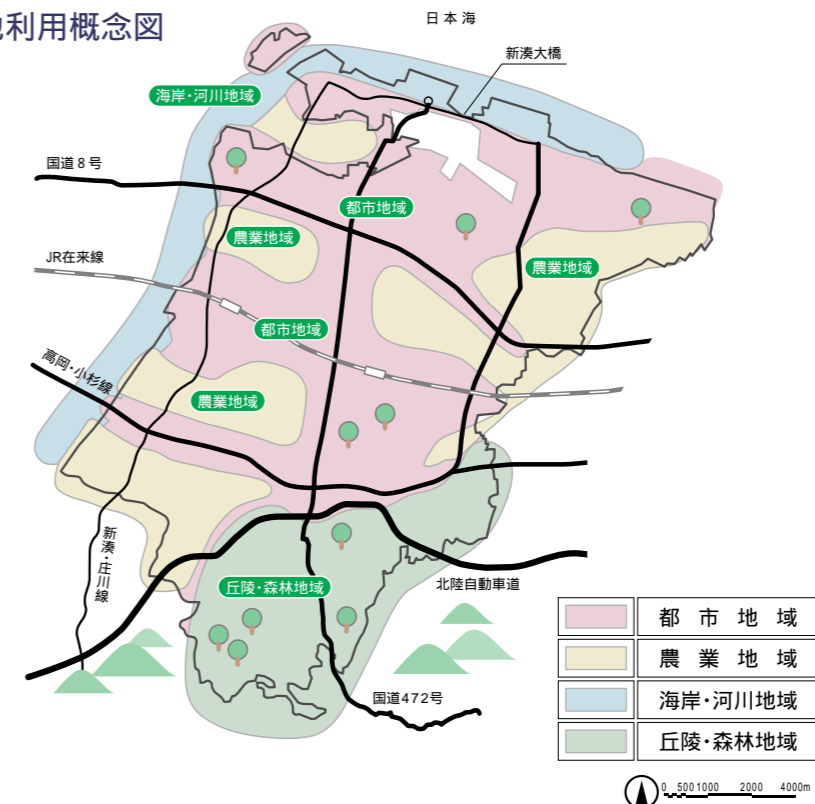 地利用概念図
日本海
新湊大橋
海岸・河川地域
国道8号
都市地域
農業地域
農業地域
JR在来線
都市地域
高岡・小杉線
農業地域
新湊・庄川線
丘陵・森林地域
北陸自動車道
国道472号
都市地域
農業地域
海岸・河川地域
丘陵・森林地域
0 500 1000 2000 4000m